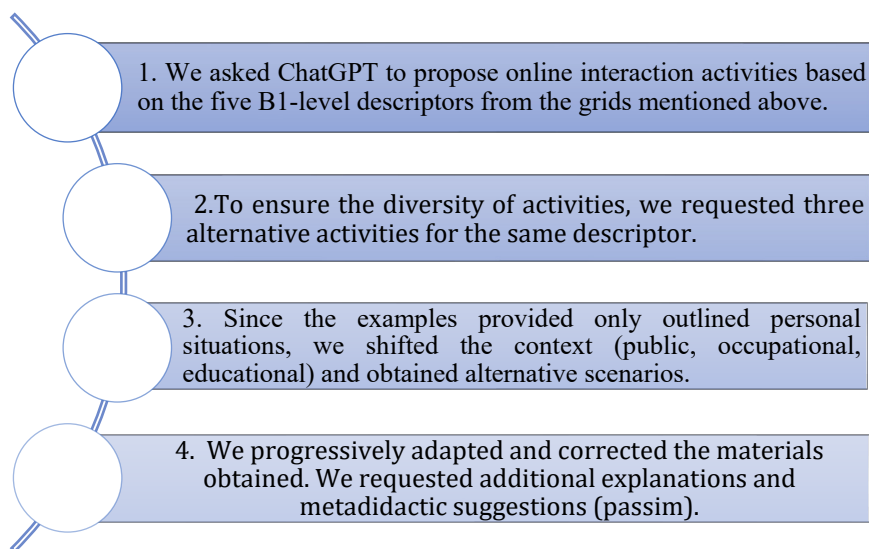 1. We asked ChatGPT to propose online interaction activities based
on the five B1-level descriptors from the grids mentioned above.
2.To ensure the diversity of activities, we requested three
alternative activities for the same descriptor.
3. Since the examples provided only outlined personal
situations, we shifted the context (public, occupational,
educational) and obtained alternative scenarios.
4. We progressively adapted and corrected the materials
obtained. We requested additional explanations and
metadidactic suggestions (passim).